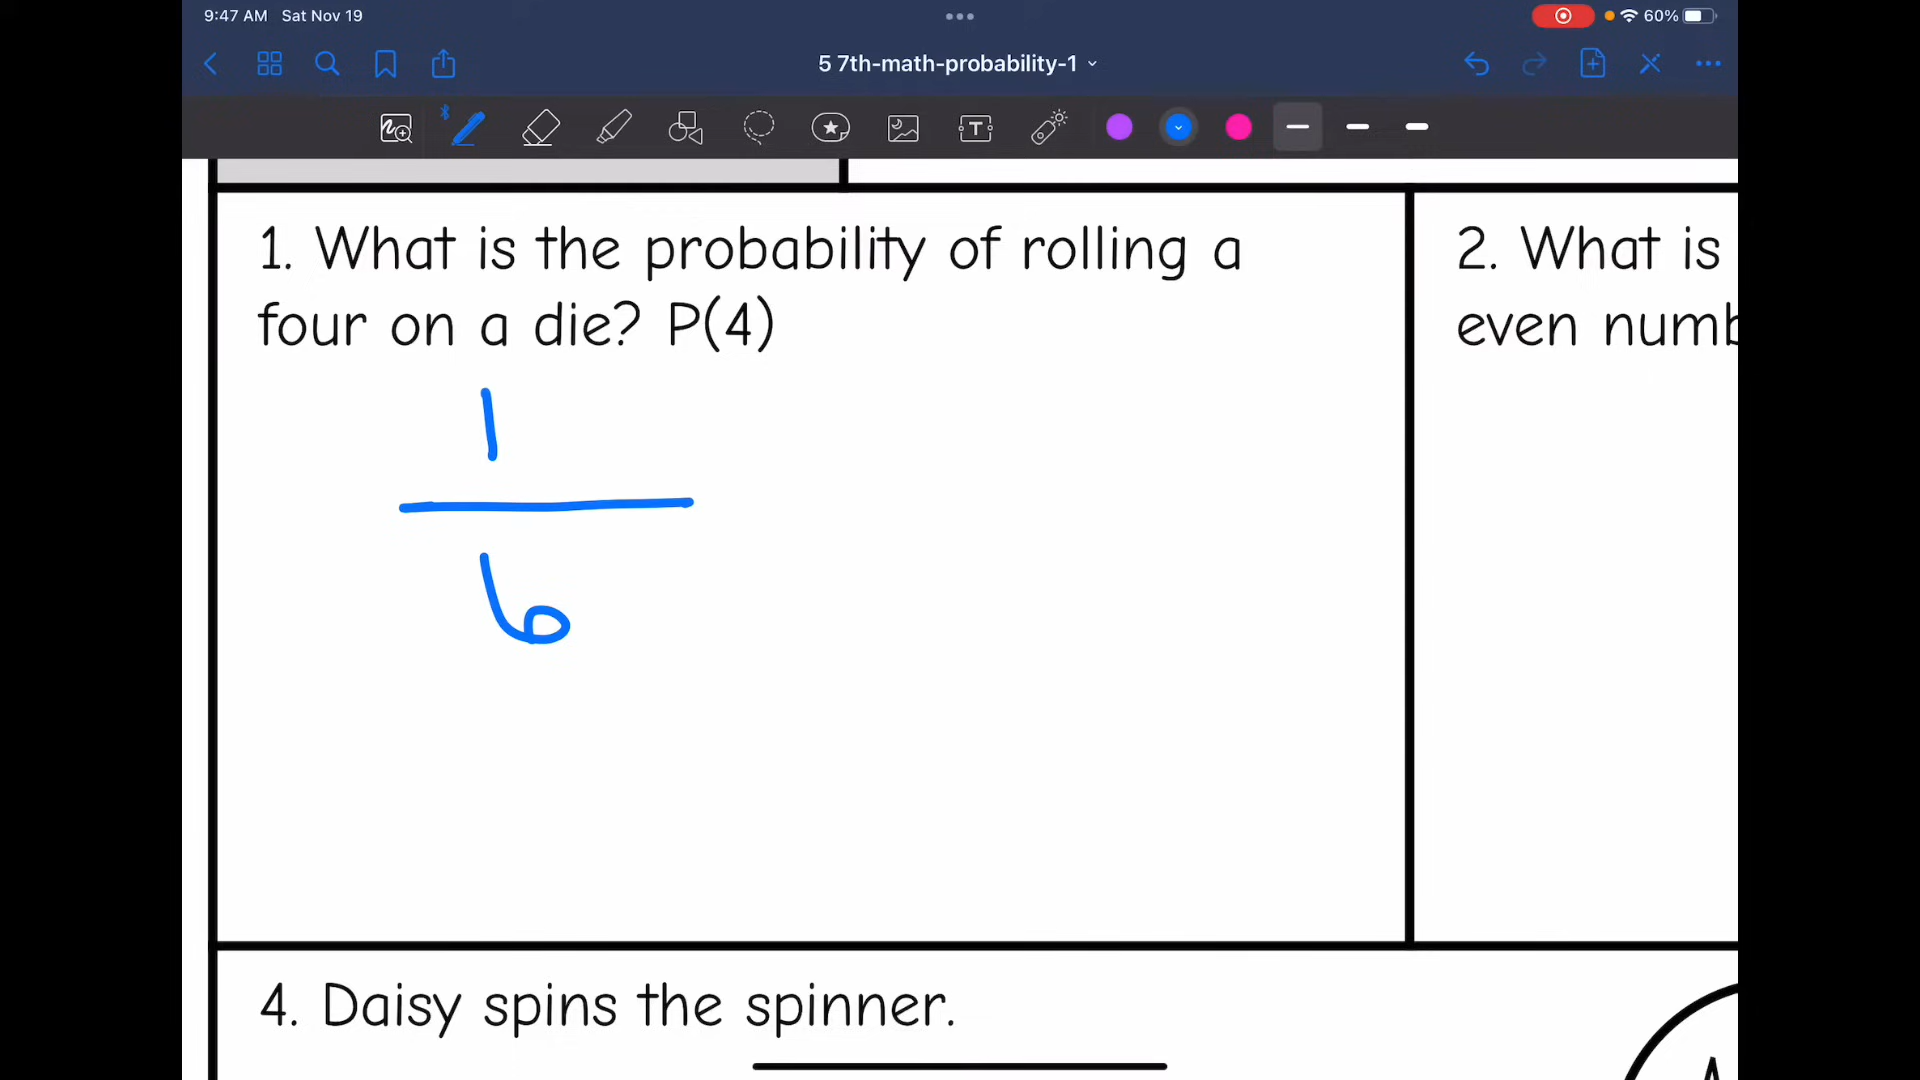 9:47 AM Sat Nov 19
60%
5 7th-math-probability-1
T
1. What is the probability of rolling a
four on a die? P(4)
1
6
2. What is
even numb
4. Daisy spins the spinner.